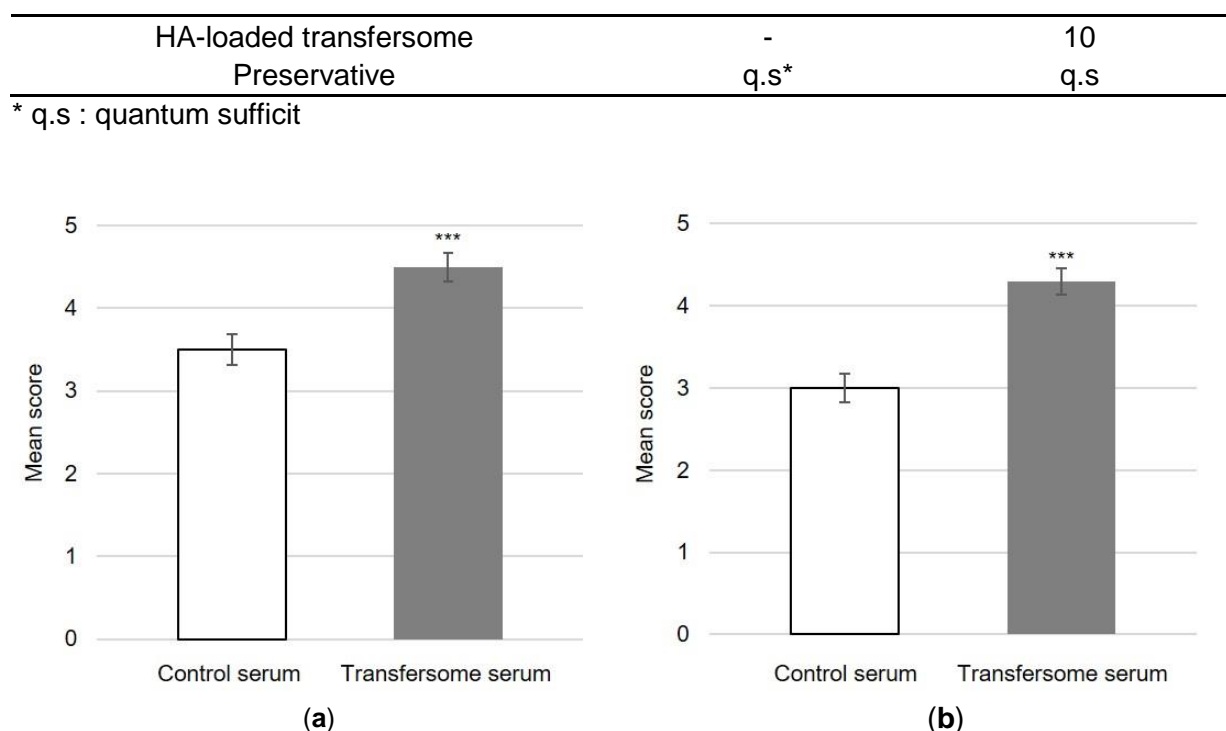 HA-loaded transfersome - 10
Preservative q.s* q.s
* q.s : quantum sufficit
5
4
3
2
1
0
Mean score
***
Control serum Transfersome serum
(a)
5
4
3
2
1
0
Mean score
***
Control serum Transfersome serum
(b)